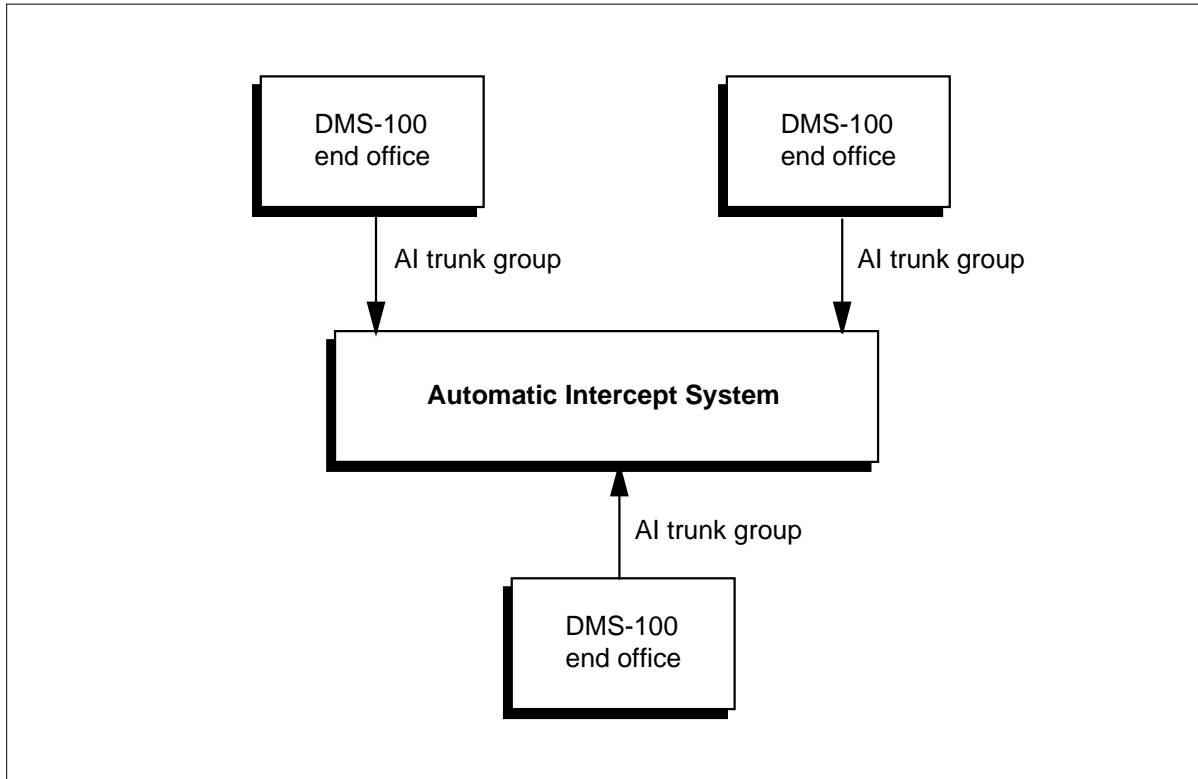 DMS-100
end office
DMS-100
end office
AI trunk group
AI trunk group
Automatic Intercept System
AI trunk group
DMS-100
end office